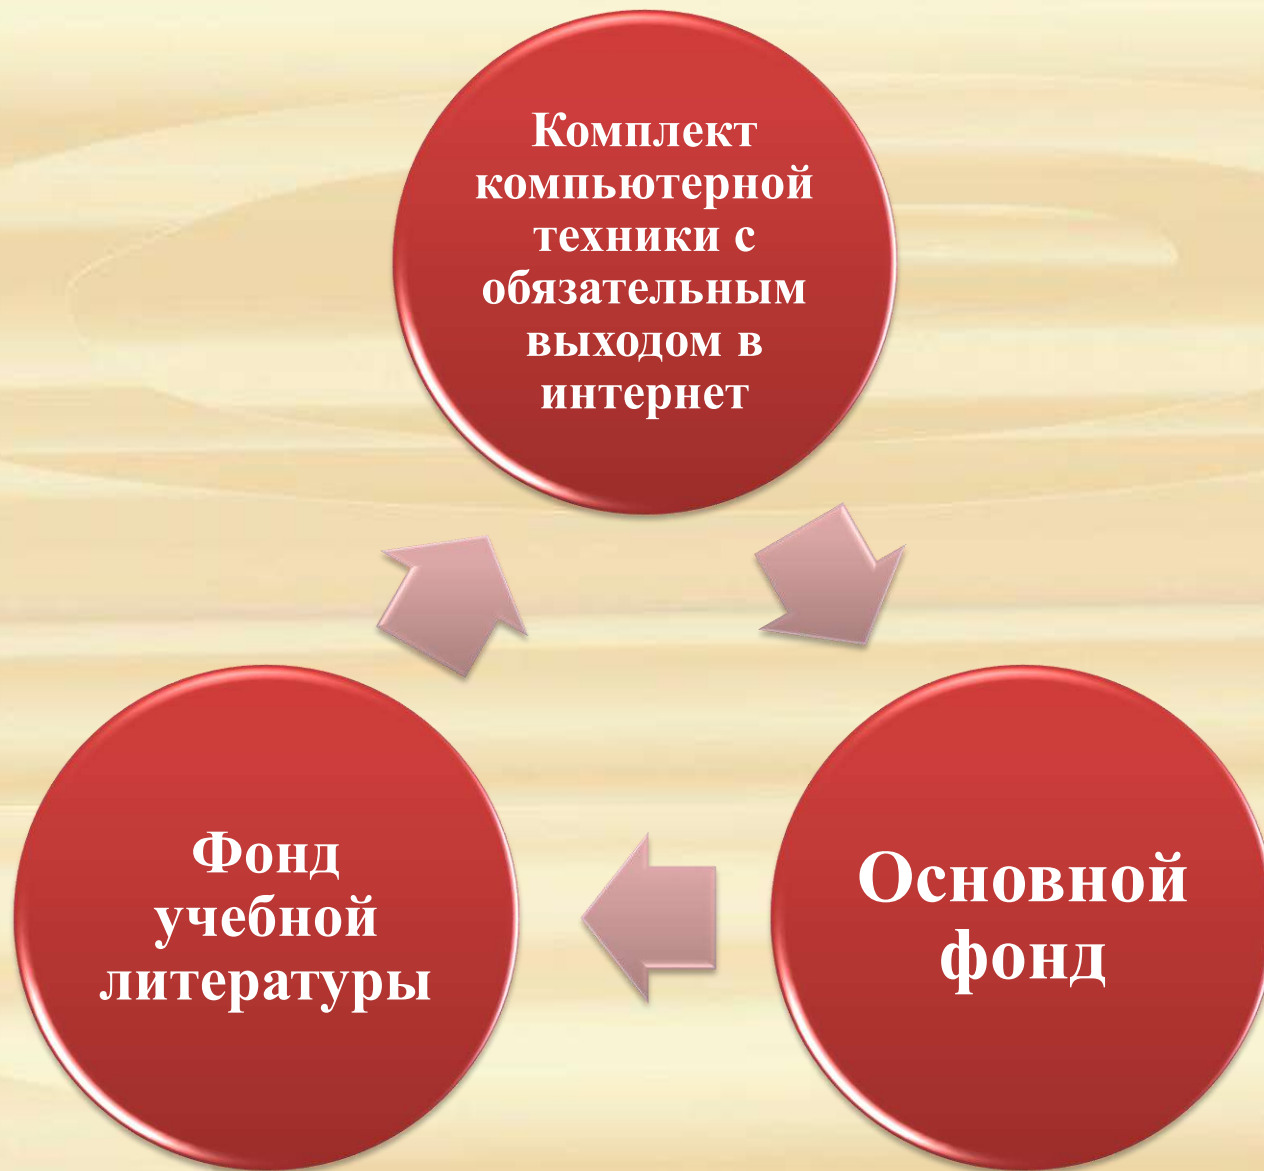 Комплект
компьютерной
техники с
обязательным
выходом в
интернет
Основной
фонд
Фонд
учебной
литературы